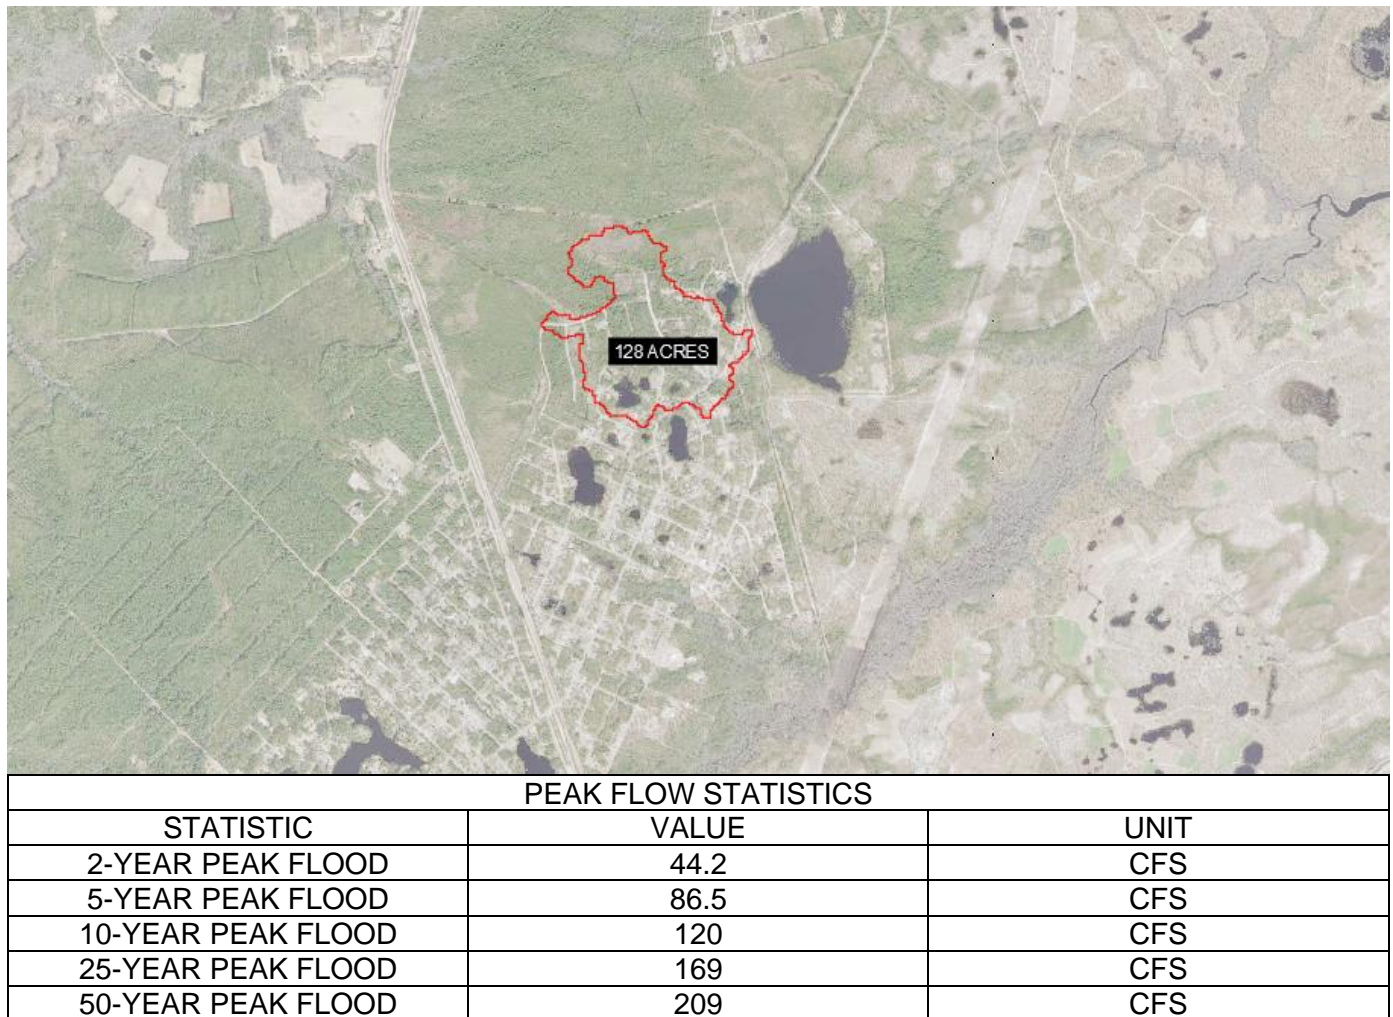 128 ACRES
PEAK FLOW STATISTICS
STATISTIC VALUE UNIT
2-YEAR PEAK FLOOD 44.2 CFS
5-YEAR PEAK FLOOD 86.5 CFS
10-YEAR PEAK FLOOD 120 CFS
25-YEAR PEAK FLOOD 169 CFS
50-YEAR PEAK FLOOD 209 CFS